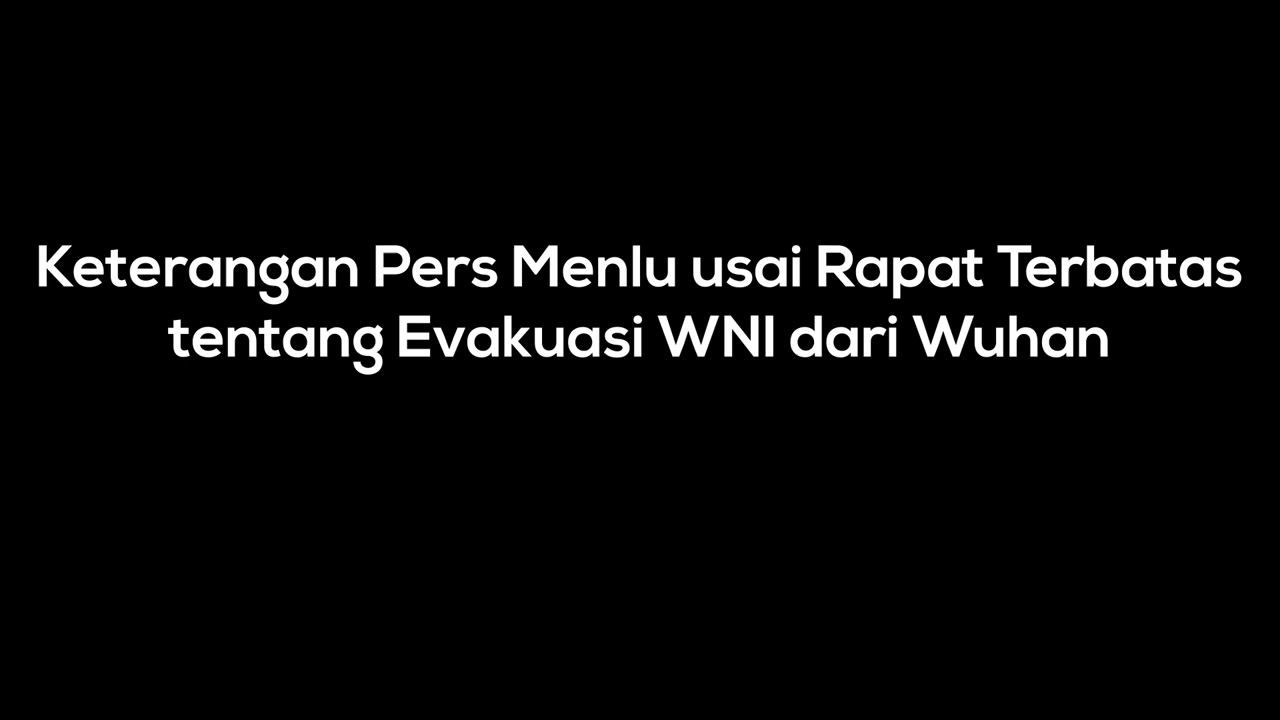 Keterangan Pers Menlu usai Rapat Terbatas
tentang Evakuasi WNI dari Wuhan